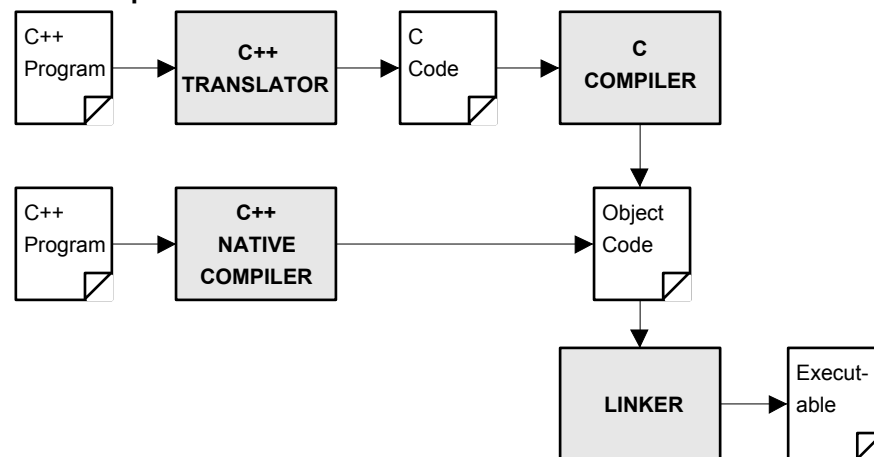 C++
Program
C++
TRANSLATOR
C
Code
C
COMPILER
C++
Program
C++
NATIVE
COMPILER
Object
Code
LINKER
Execut-
able